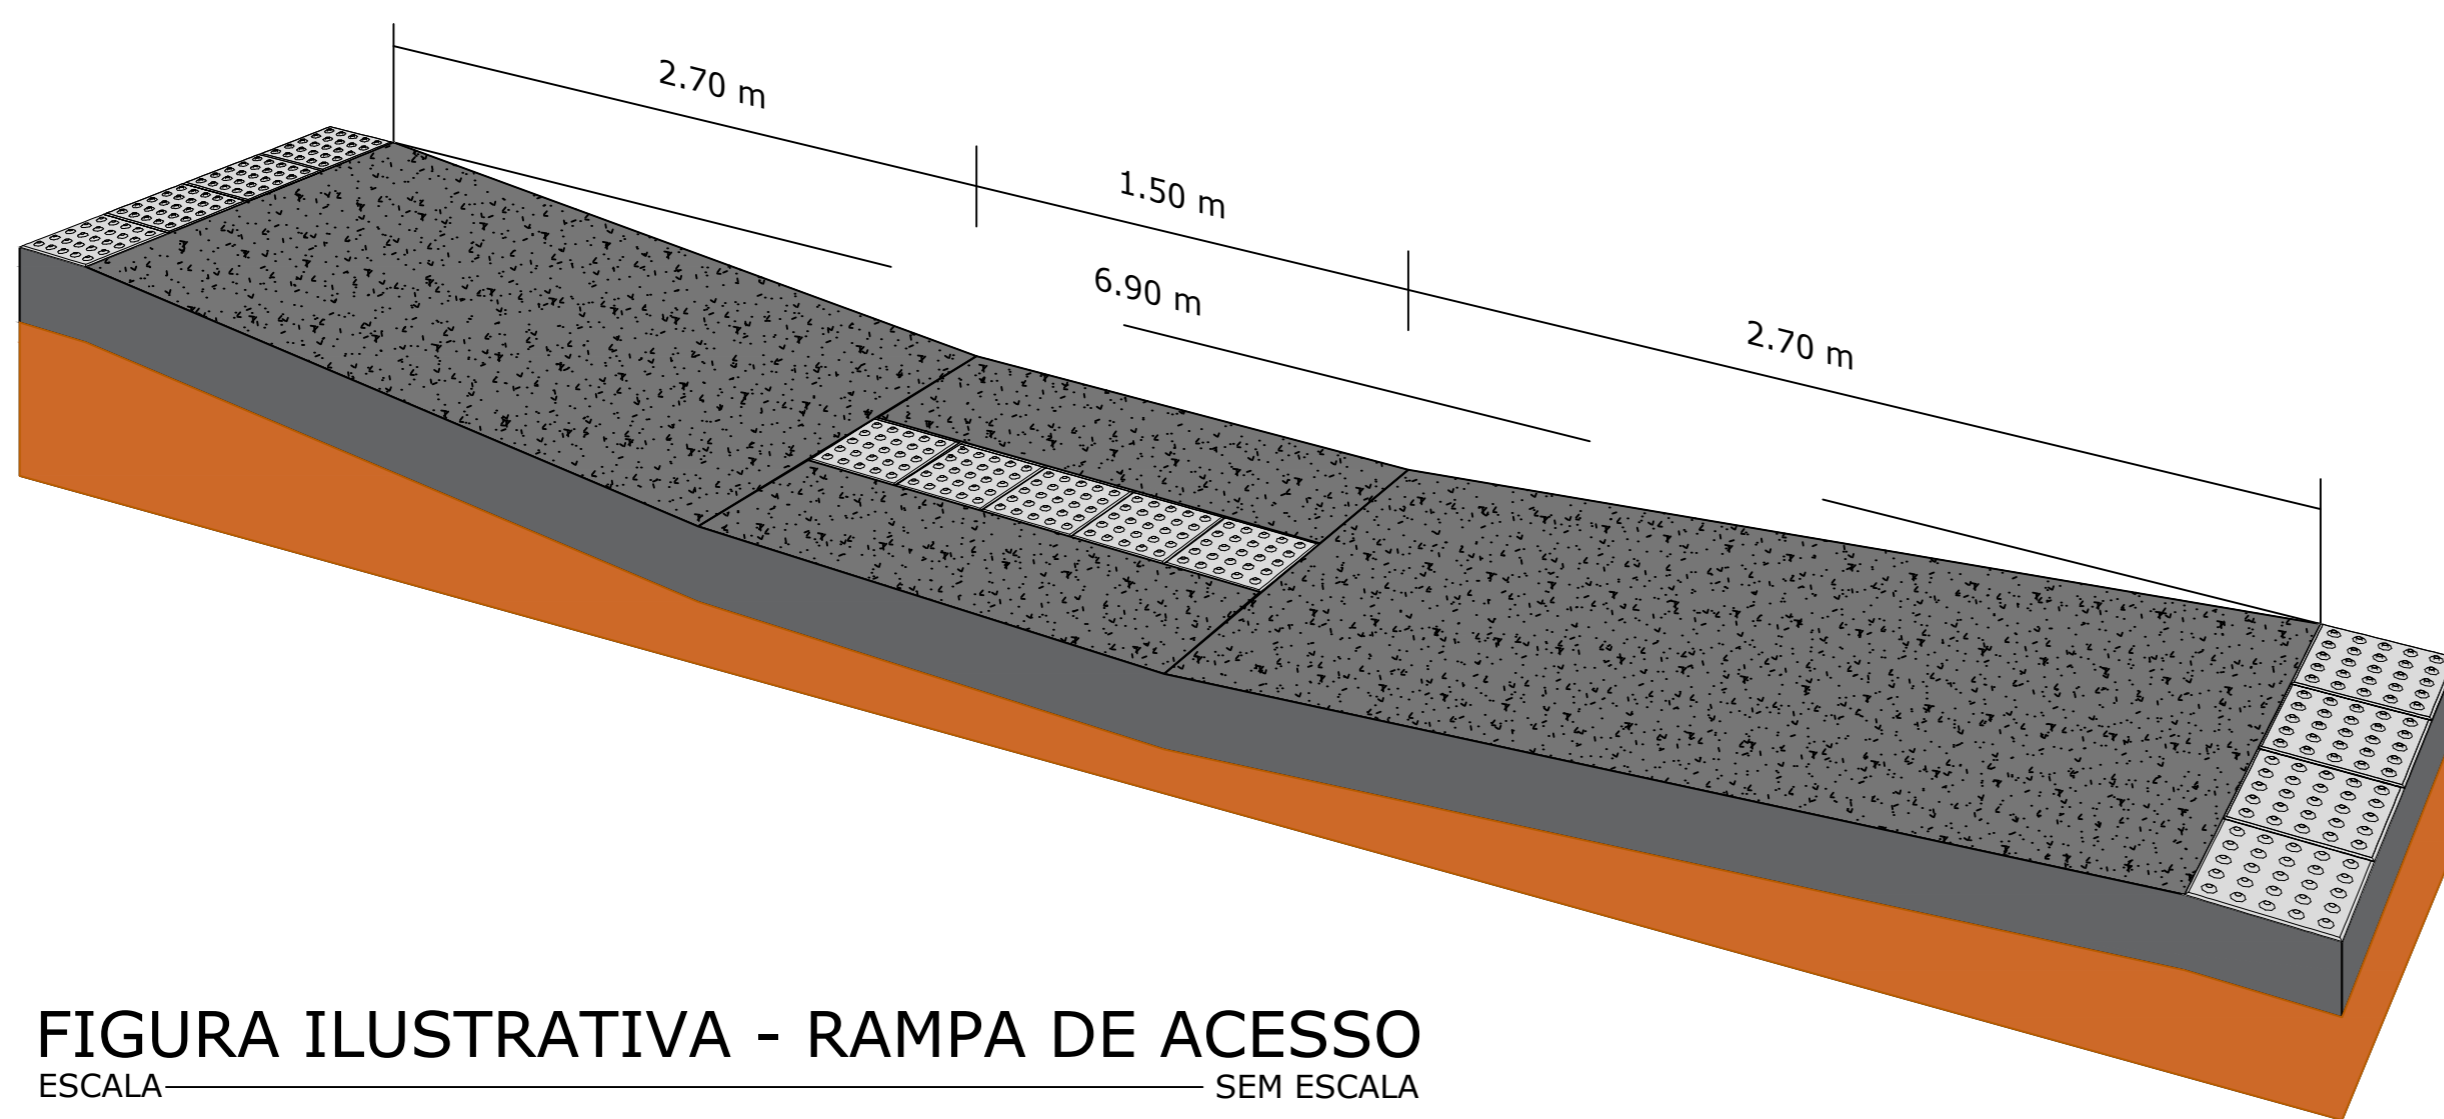 2.70 m
1.50 m
6.90 m
2.70 m
FIGURA ILUSTRATIVA - RAMPA DE ACESSO
ESCALA SEM ESCALA